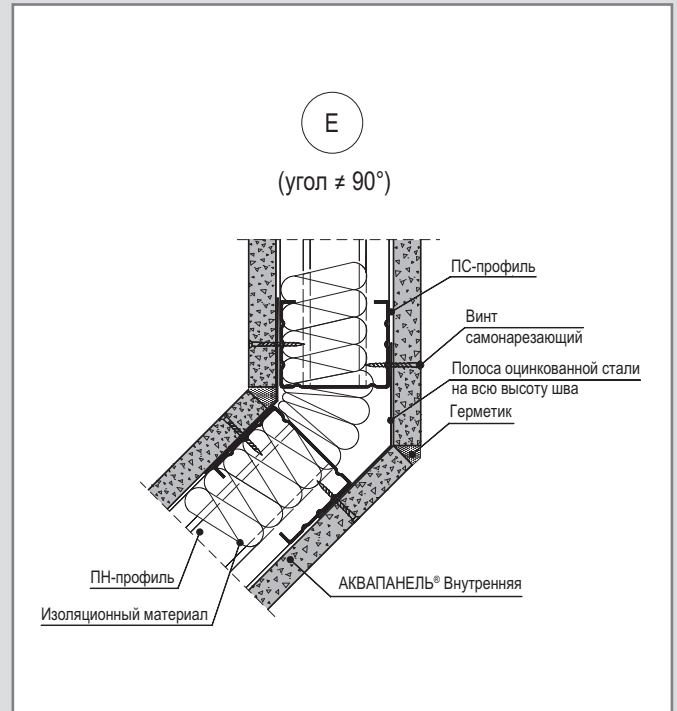 Е
(угол ≠ 90°)
ПС-профиль
Винт
самонарезающий
Полоса оцинкованной стали
на всю высоту шва
Герметик
ПН-профиль
АКВАПАНЕЛЬ® Внутренняя
Изоляционный материал